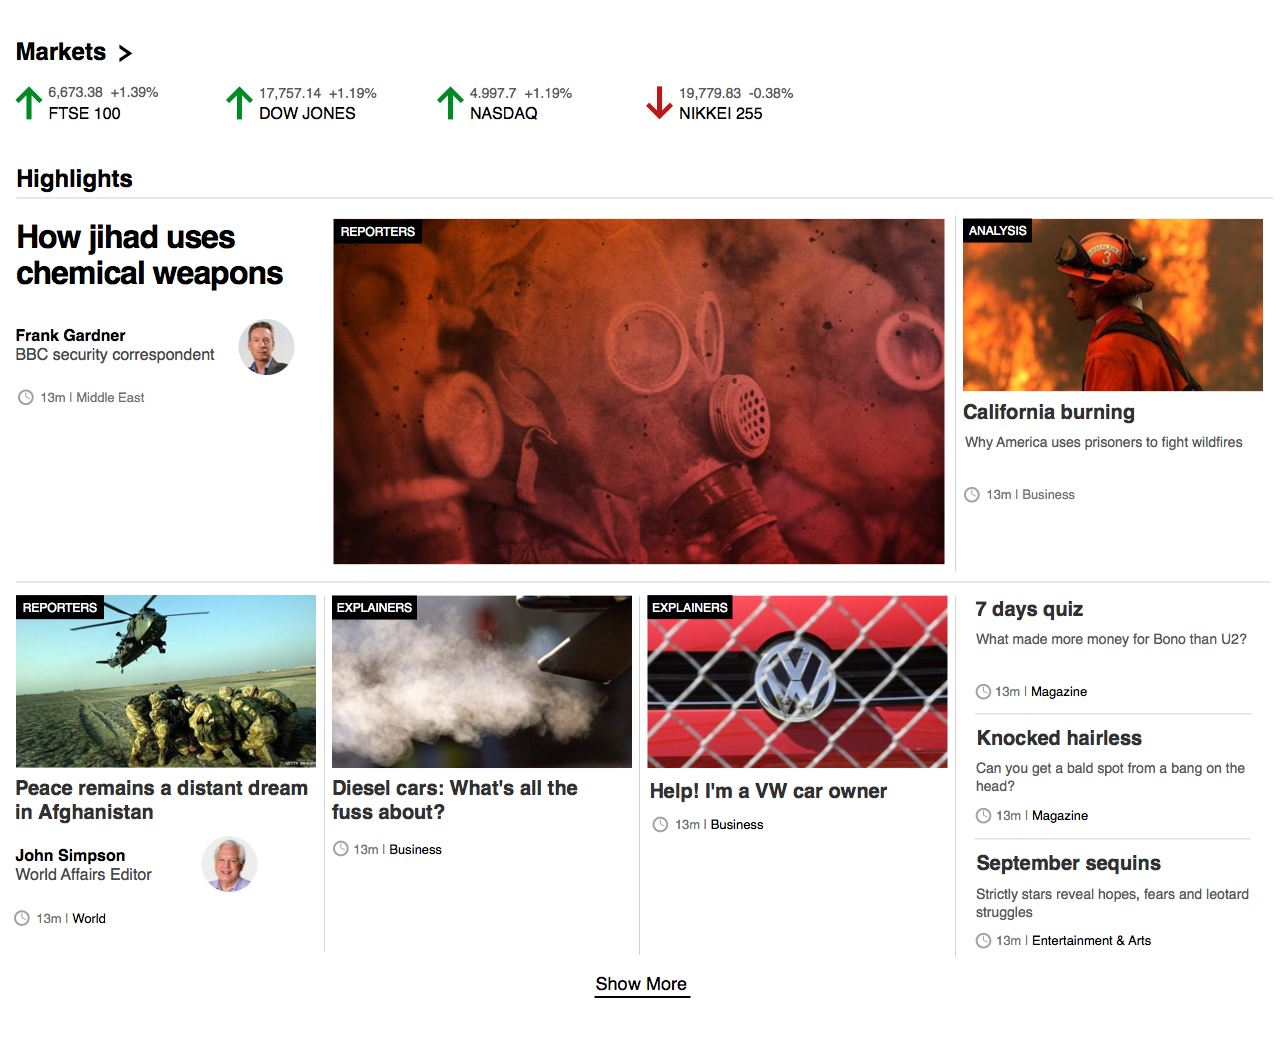 Markets >
6,673.38 +1.39%
FTSE 100
17,757.14 +1.19%
DOW JONES
4.997.7 +1.19%
NASDAQ
19,779.83 -0.38%
NIKKEI 255
Highlights
How jihad uses
chemical weapons
Frank Gardner
BBC security correspondent
13m | Middle East
REPORTERS
ANALYSIS
3
California burning
Why America uses prisoners to fight wildfires
13m | Business
REPORTERS
GETTY IMAGES
Peace remains a distant dream
in Afghanistan
John Simpson
World Affairs Editor
13m | World
EXPLAINERS
Diesel cars: What's all the
fuss about?
13m | Business
EXPLAINERS
Help! I'm a VW car owner
13m | Business
7 days quiz
What made more money for Bono than U2?
13m | Magazine
Knocked hairless
Can you get a bald spot from a bang on the
head?
13m | Magazine
September sequins
Strictly stars reveal hopes, fears and leotard
struggles
13m | Entertainment & Arts
Show More